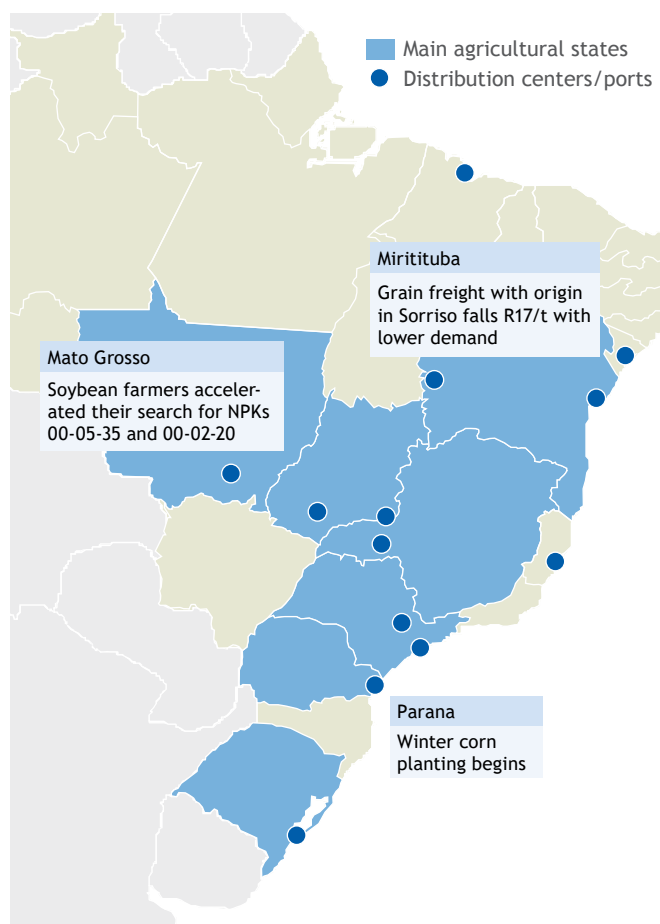 Main agricultural states
Distribution centers/ports
Miritituba
Grain freight with origin
in Sorriso falls R17/t with
lower demand
Mato Grosso
Soybean farmers acceler-
ated their search for NPKs
00-05-35 and 00-02-20
Parana
Winter corn
planting begins